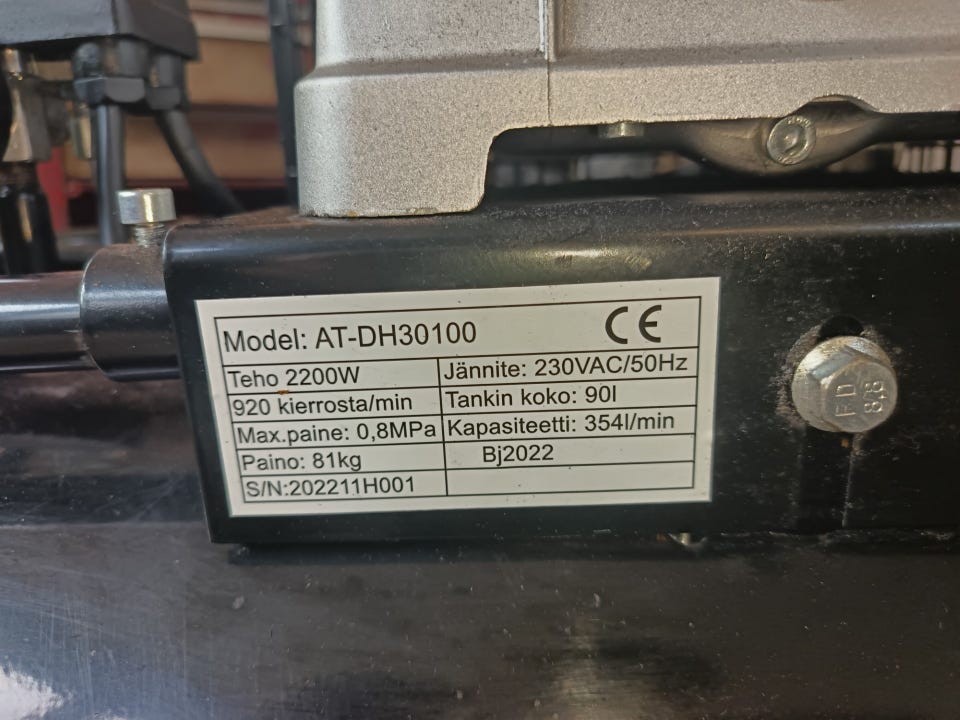 Model: AT-DH30100 CE
Teho 2200W Jännite: 230VAC/50Hz
920 kierrosta/min Tankin koko: 90l
Max.paine: 0,8MPa Kapasiteetti: 354l/min
Paino: 81kg Bj2022
S/N:202211H001
FD
8.8